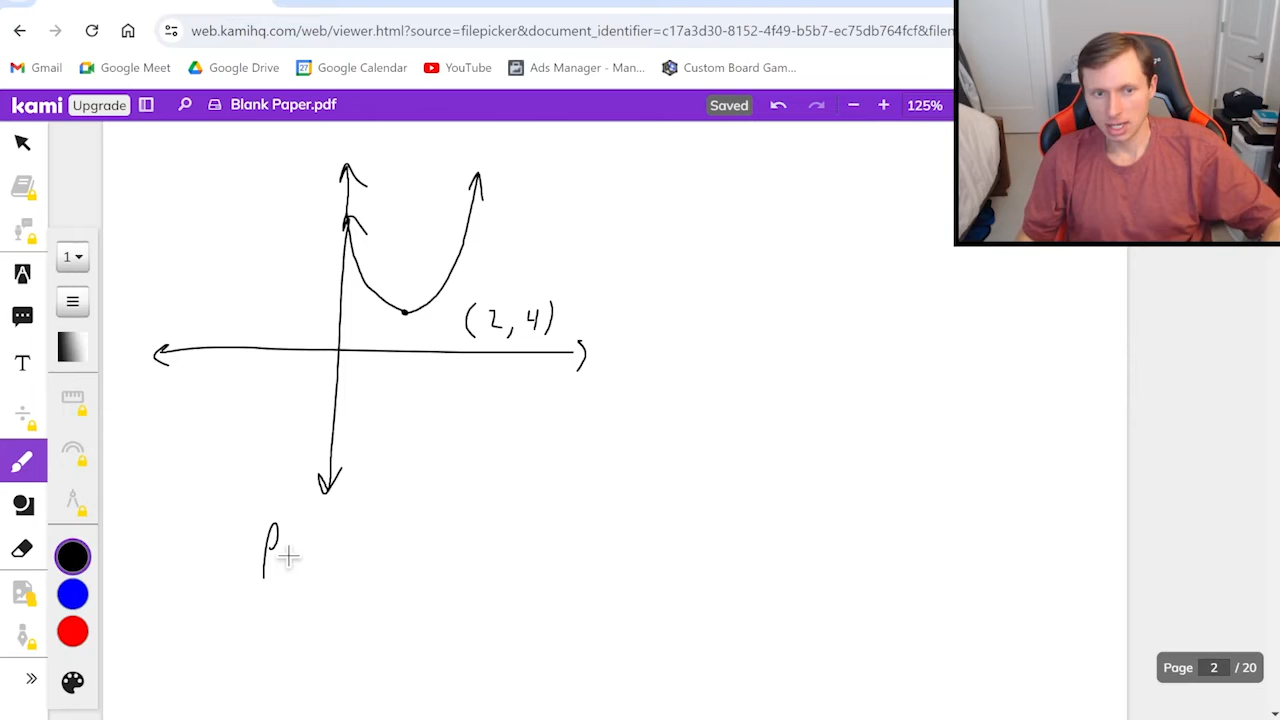 web.kamihq.com/web/viewer.html?source=filepicker&document_identifier=c17a3d30-8152-4f49-b5b7-ec75db764fcf&filen
Gmail Google Meet Google Drive 27 Google Calendar YouTube Ads Manager - Man... Custom Board Gam...
kami Upgrade Blank Paper.pdf Saved 125%
1
T
(2, 4)
P
Page 2 / 20